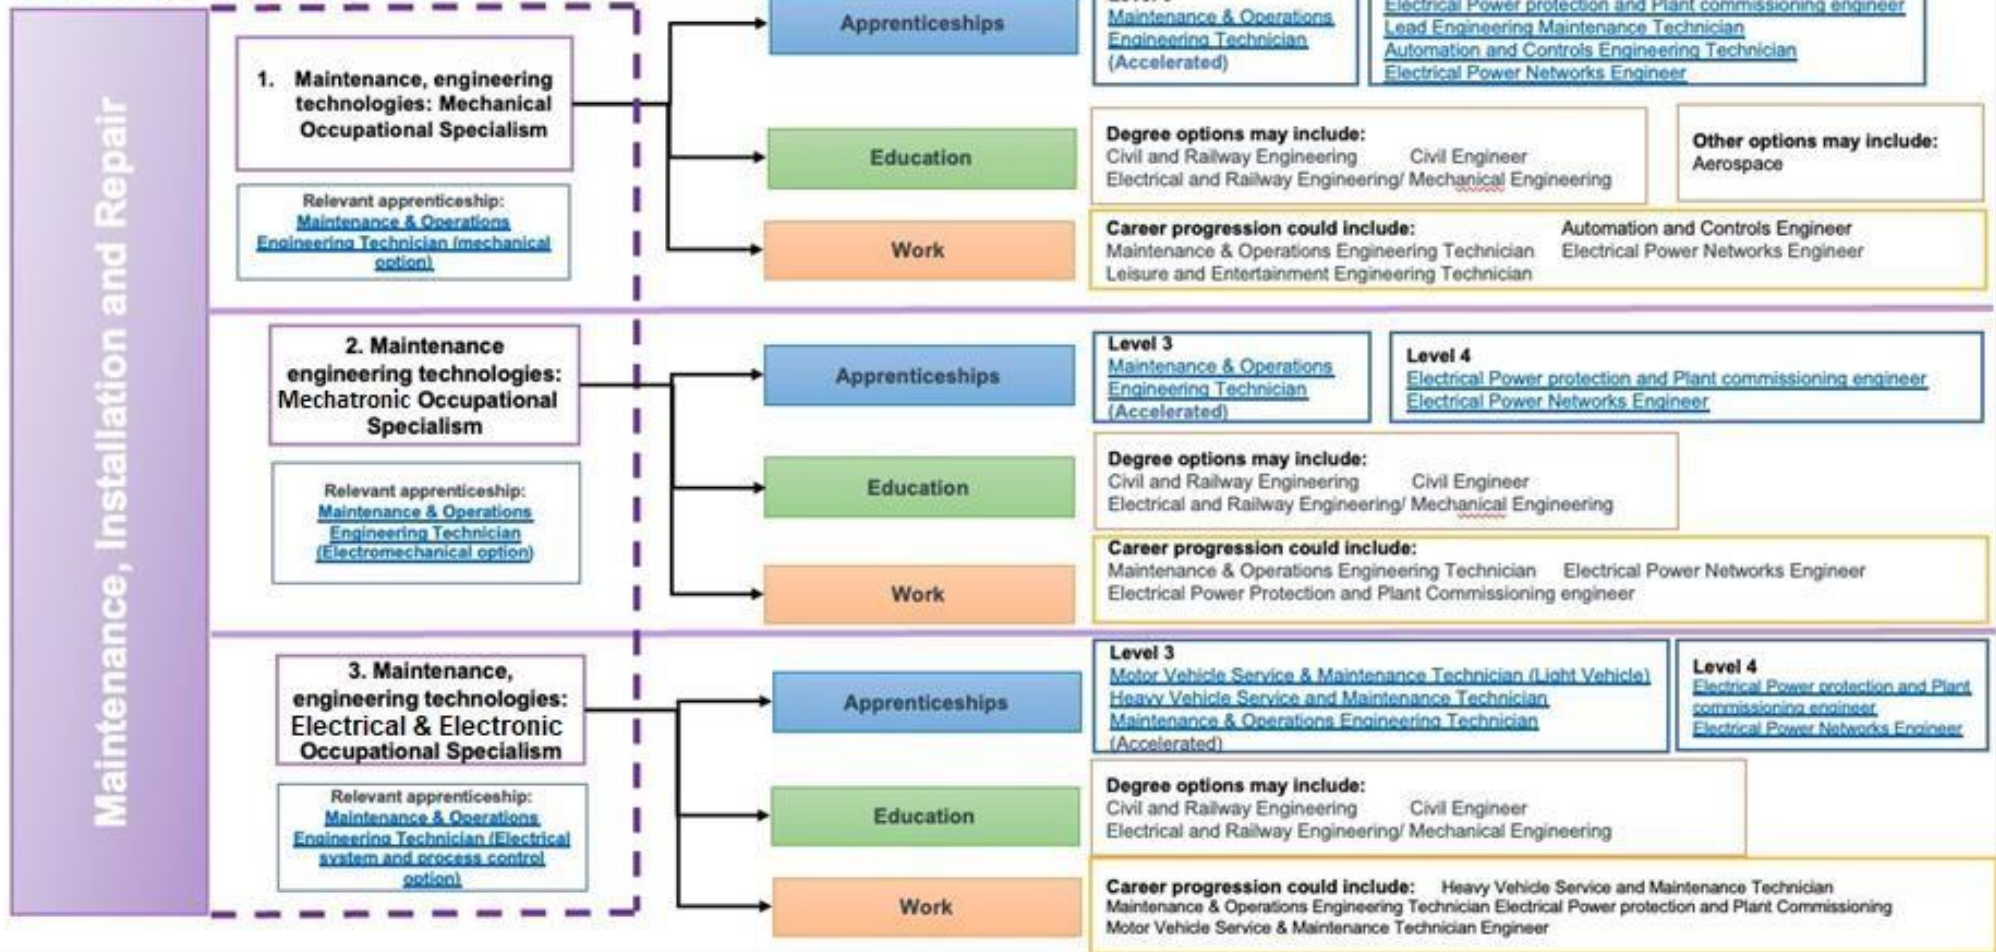 Maintenance, Installation and Repair
1. Maintenance, engineering
technologies: Mechanical
Occupational Specialism
Relevant apprenticeship:
Maintenance & Operations
Engineering Technician (mechanical
option)
Apprenticeships
Maintenance & Operations
Engineering Technician
(Accelerated)
Electrical Power protection and Plant commissioning engineer
Lead Engineering Maintenance Technician
Automation and Controls Engineering Technician
Electrical Power Networks Engineer
Education
Degree options may include:
Civil and Railway Engineering Civil Engineer
Electrical and Railway Engineering/ Mechanical Engineering
Other options may include:
Aerospace
Work
Career progression could include: Automation and Controls Engineer
Maintenance & Operations Engineering Technician Electrical Power Networks Engineer
Leisure and Entertainment Engineering Technician
2. Maintenance
engineering technologies:
Mechatronic Occupational
Specialism
Relevant apprenticeship:
Maintenance & Operations
Engineering Technician
(Electromechanical option)
Apprenticeships
Level 3
Maintenance & Operations
Engineering Technician
(Accelerated)
Level 4
Electrical Power protection and Plant commissioning engineer
Electrical Power Networks Engineer
Education
Degree options may include:
Civil and Railway Engineering Civil Engineer
Electrical and Railway Engineering/ Mechanical Engineering
Work
Career progression could include:
Maintenance & Operations Engineering Technician Electrical Power Networks Engineer
Electrical Power Protection and Plant Commissioning engineer
3. Maintenance,
engineering technologies:
Electrical & Electronic
Occupational Specialism
Relevant apprenticeship:
Maintenance & Operations
Engineering Technician (Electrical
system and process control
option)
Apprenticeships
Level 3
Motor Vehicle Service & Maintenance Technician (Light Vehicle)
Heavy Vehicle Service and Maintenance Technician
Maintenance & Operations Engineering Technician
(Accelerated)
Level 4
Electrical Power protection and Plant
commissioning engineer
Electrical Power Networks Engineer
Education
Degree options may include:
Civil and Railway Engineering Civil Engineer
Electrical and Railway Engineering/ Mechanical Engineering
Work
Career progression could include: Heavy Vehicle Service and Maintenance Technician
Maintenance & Operations Engineering Technician Electrical Power protection and Plant Commissioning
Motor Vehicle Service & Maintenance Technician Engineer